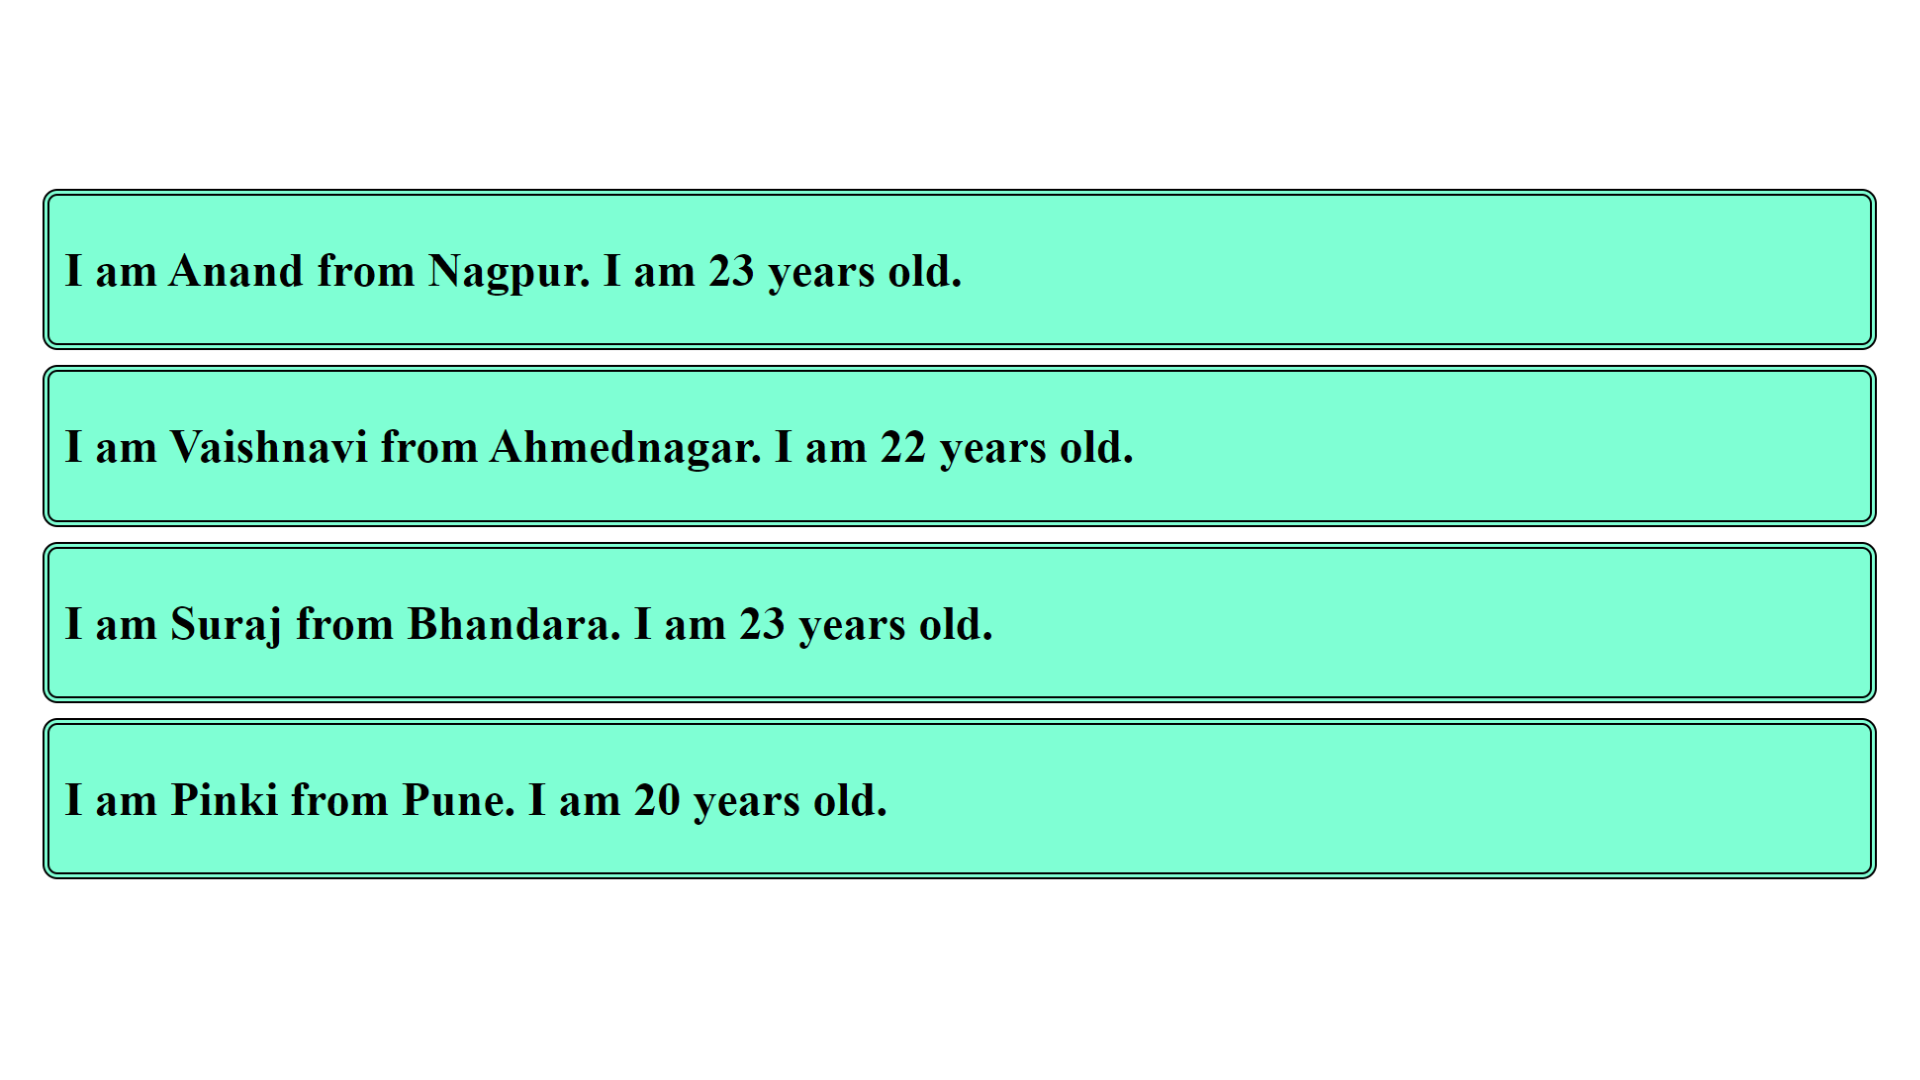 I am Anand from Nagpur. I am 23 years old.
I am Vaishnavi from Ahmednagar. I am 22 years old.
I am Suraj from Bhandara. I am 23 years old.
I am Pinki from Pune. I am 20 years old.